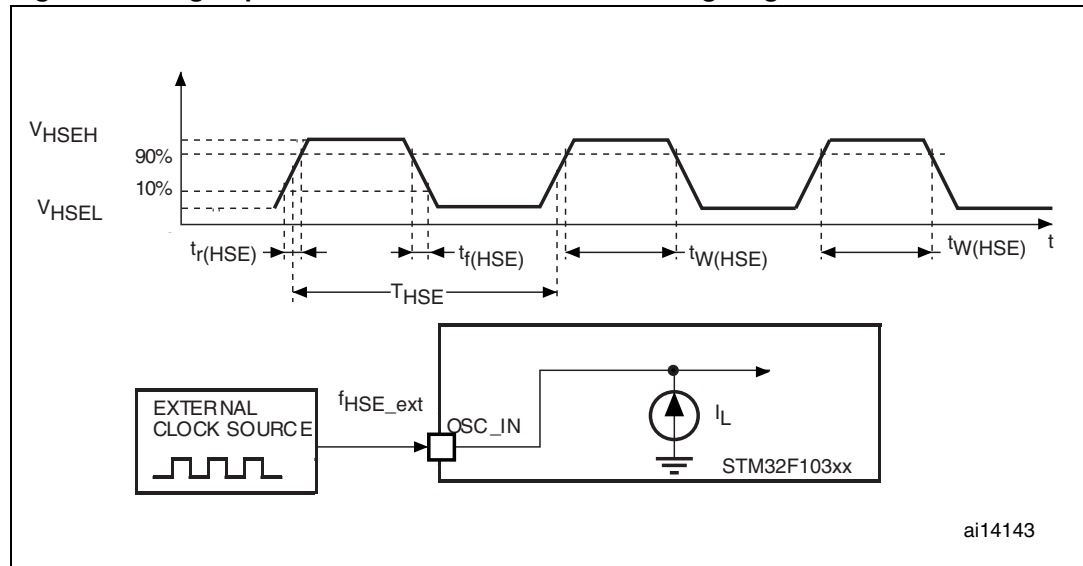 VHSEH
90%
10%
VHSEL
tr(HSE)
tf(HSE)
tW(HSE)
tW(HSE)
t
THSE
fHSE_ext
EXTERNAL
CLOCK SOURCE
OSC_IN
IL
STM32F103xx
ai14143